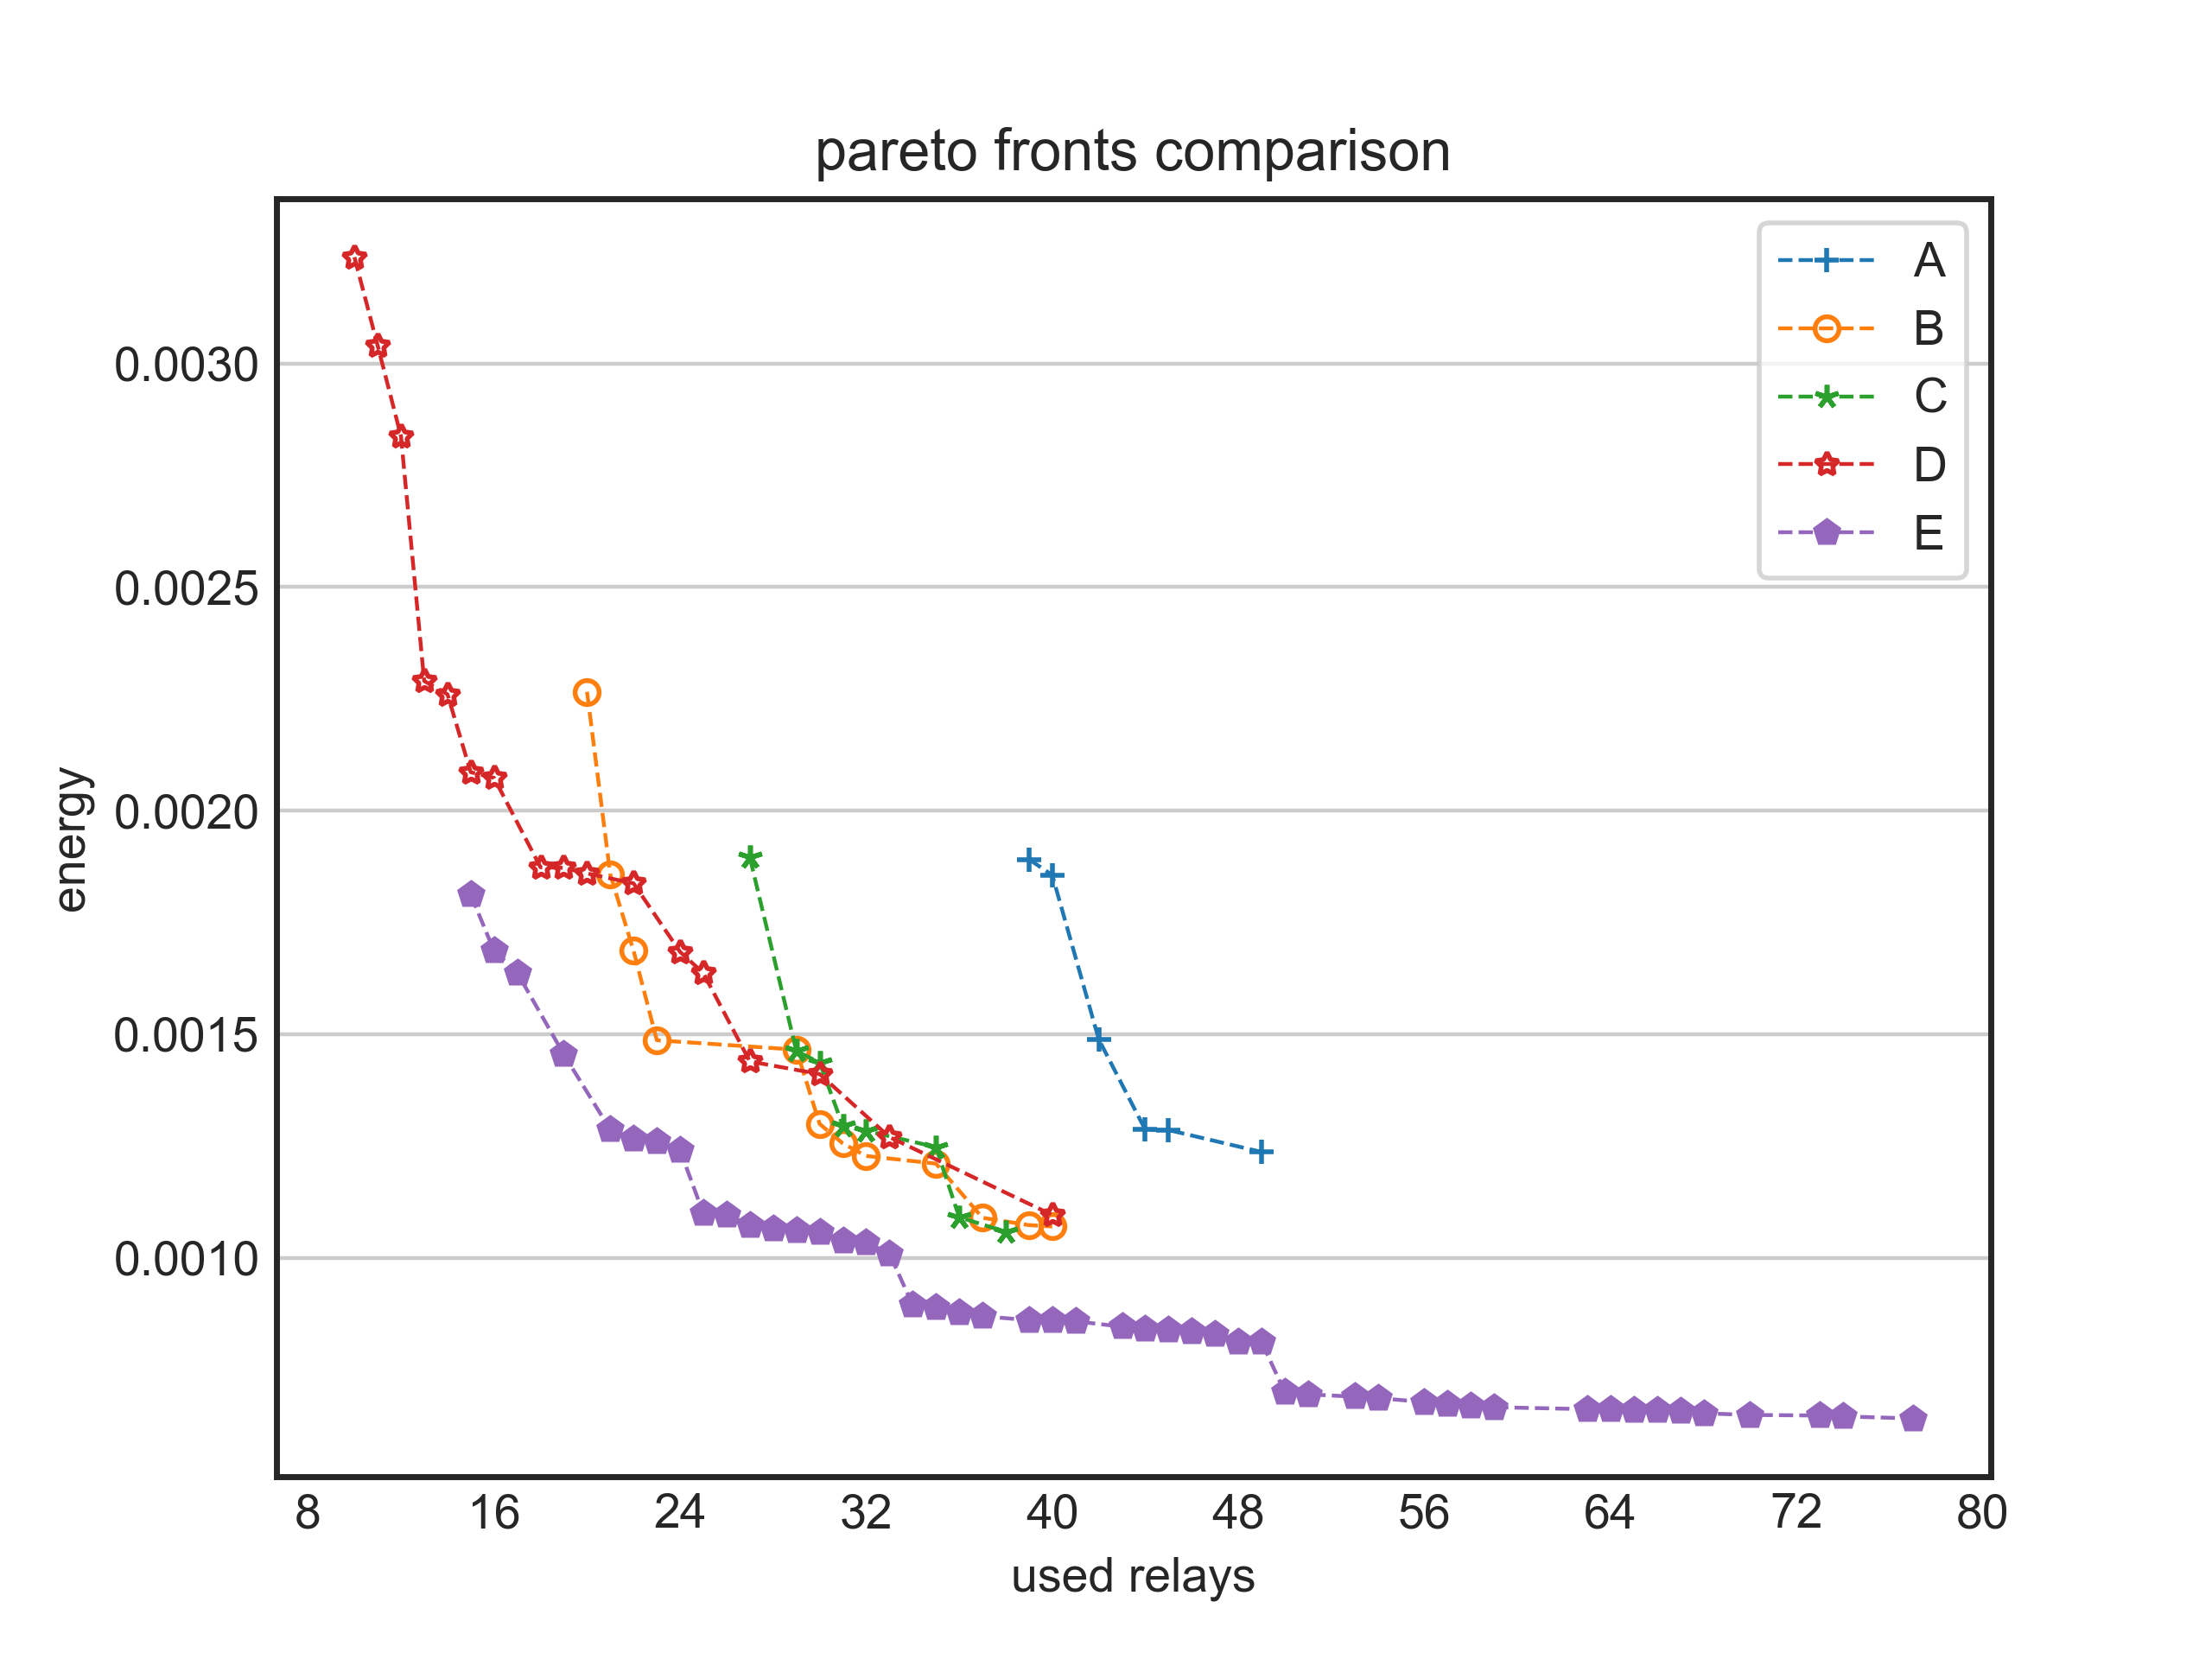 pareto fronts comparison
A
B
C
D
E
0.0030
0.0025
0.0020
0.0015
0.0010
energy
8 16 24 32 40 48 56 64 72 80
used relays